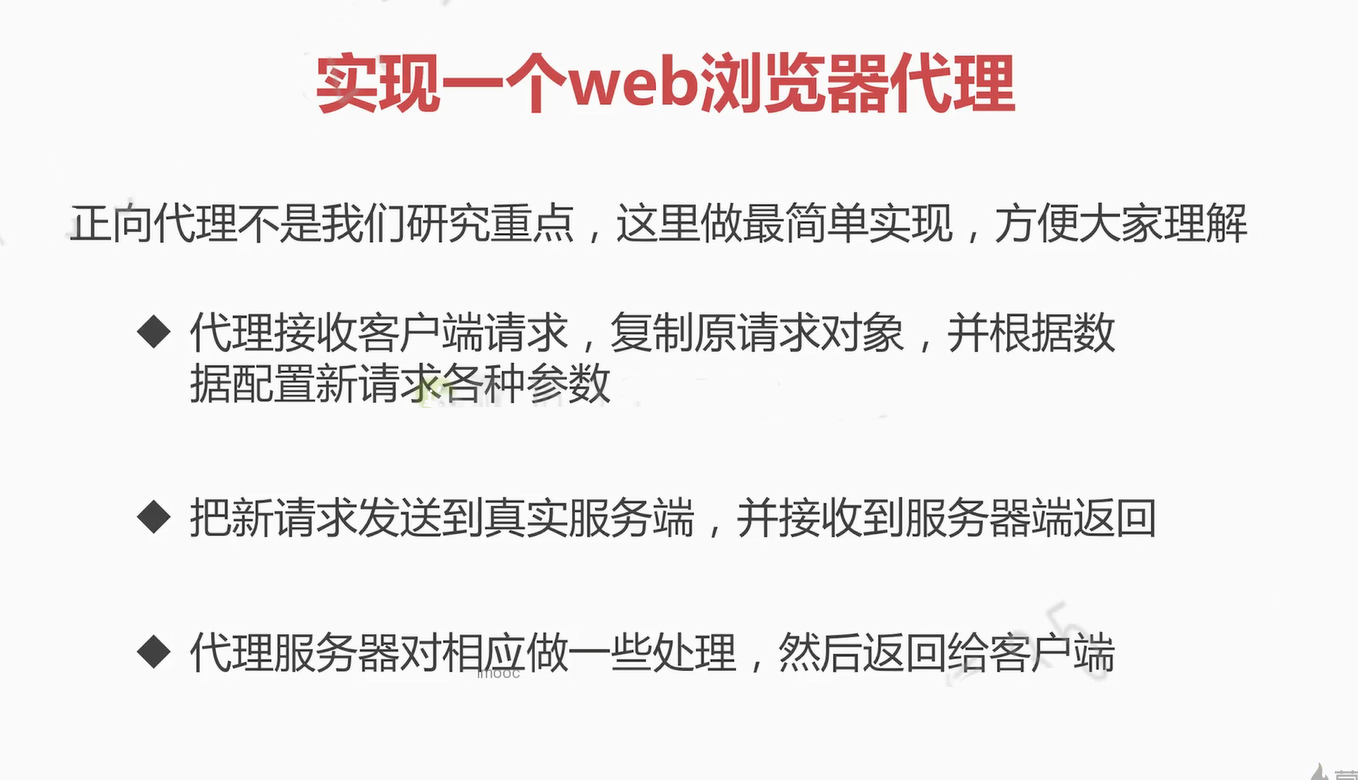 实现一个web浏览器代理
正向代理不是我们研究重点，这里做最简单实现，方便大家理解
◆ 代理接收客户端请求，复制原请求对象，并根据数
据配置新请求各种参数
◆ 把新请求发送到真实服务端，并接收到服务器端返回
◆ 代理服务器对相应做一些处理，然后返回给客户端
imooc